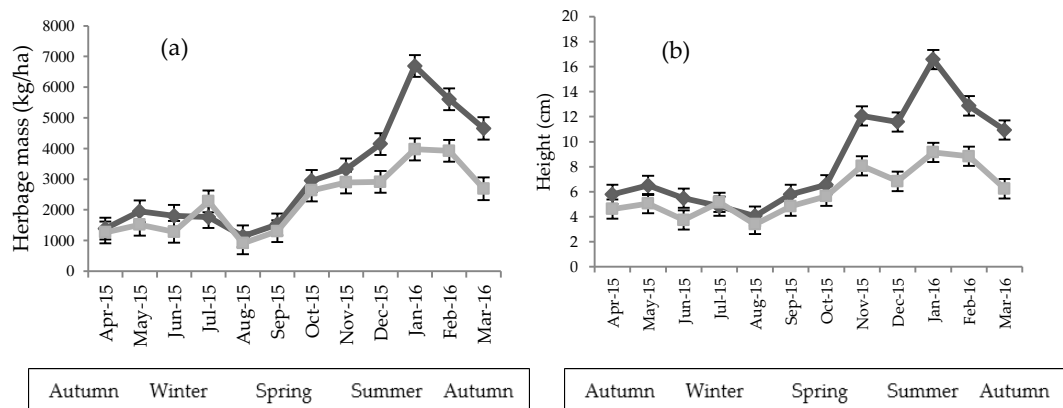 (a)
Herbage mass (kg/ha)
8000
7000
6000
5000
4000
3000
2000
1000
0
Apr-15
May-15
Jun-15
Jul-15
Aug-15
Sep-15
Oct-15
Nov-15
Dec-15
Jan-16
Feb-16
Mar-16
Autumn Winter Spring Summer Autumn
(b)
Height (cm)
20
18
16
14
12
10
8
6
4
2
0
Apr-15
May-15
Jun-15
Jul-15
Aug-15
Sep-15
Oct-15
Nov-15
Dec-15
Jan-16
Feb-16
Mar-16
Autumn Winter Spring Summer Autumn